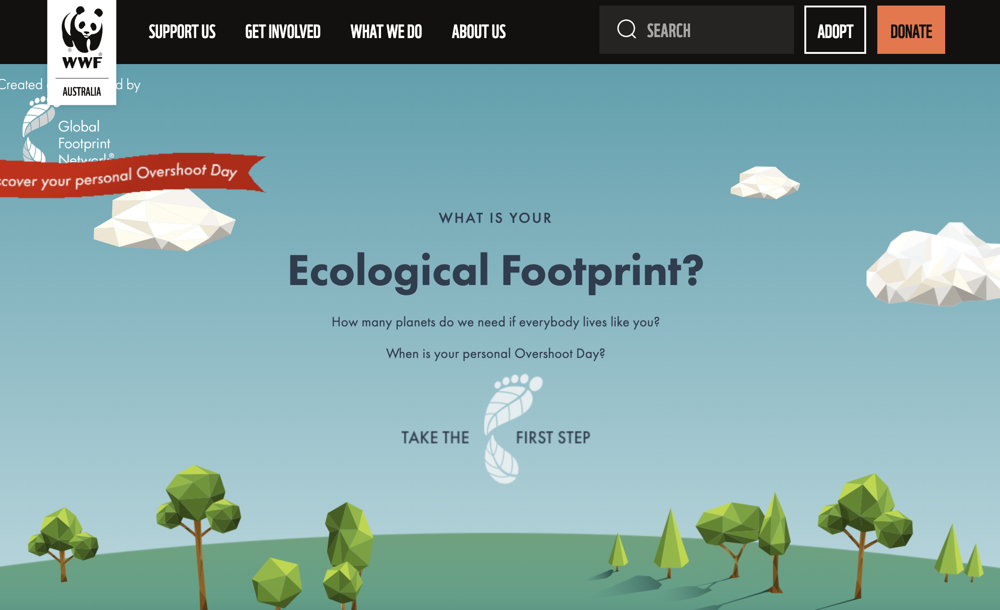 WWF
AUSTRALIA
SUPPORT US
GET INVOLVED
WHAT WE DO
ABOUT US
SEARCH
ADOPT
DONATE
Created by
Global
Footprint
Network®
your personal Overshoot Day
WHAT IS YOUR
Ecological Footprint?
How many planets do we need if everybody lives like you?
When is your personal Overshoot Day?
TAKE THE FIRST STEP